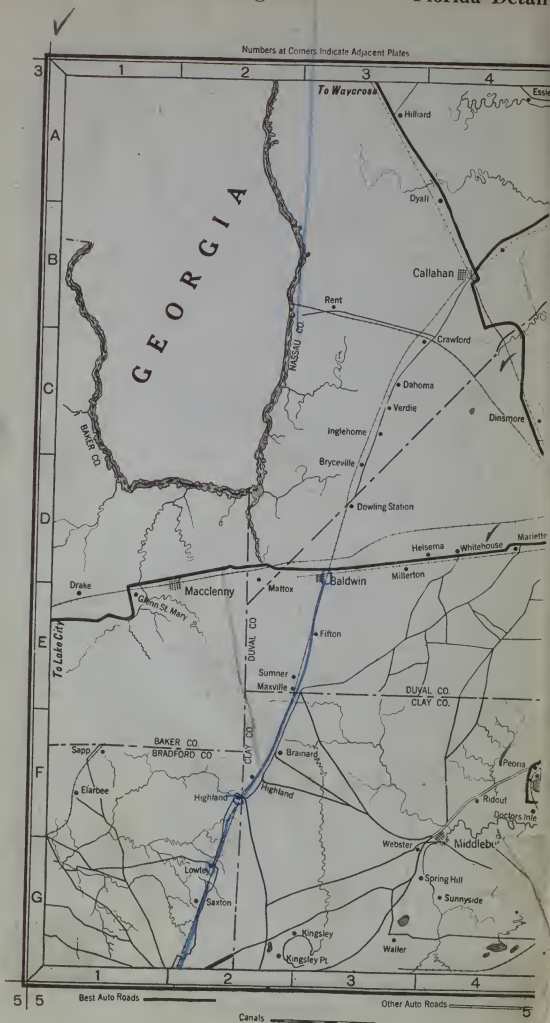 Florida Detail
Numbers at Corners Indicate Adjacent Plates
3 1 2 3 4
To Waycross
Essie
Hilliard
A
Dyall
GEORGIA
B
Callahan
Rent
NASSAU CO.
Crawford
C
Dahoma
Verdie
BAKER CO.
Dinsmore
Inglehome
Bryceville
D
Dowling Station
Marietta
Helsema Whitehouse
Drake
Macclenny
Mattox
Baldwin
Millerton
Glenn St. Mary
E
To Lake City
DUVAL CO
Fifton
Sumner
Maxville
DUVAL CO.
CLAY CO.
BAKER CO
BRADFORD CO
CLAY CO.
Sapp
Brainard
F
Peoria
Elarbee
Highland
Highland
Ridout
Doctors Inle
Webster
Middlebu
Lowley
Spring Hill
G
Saxton
Sunnyside
Kingsley
Waller
Kingsley Pt.
1 2 3 4
5 5
Best Auto Roads
Other Auto Roads
5
Canals